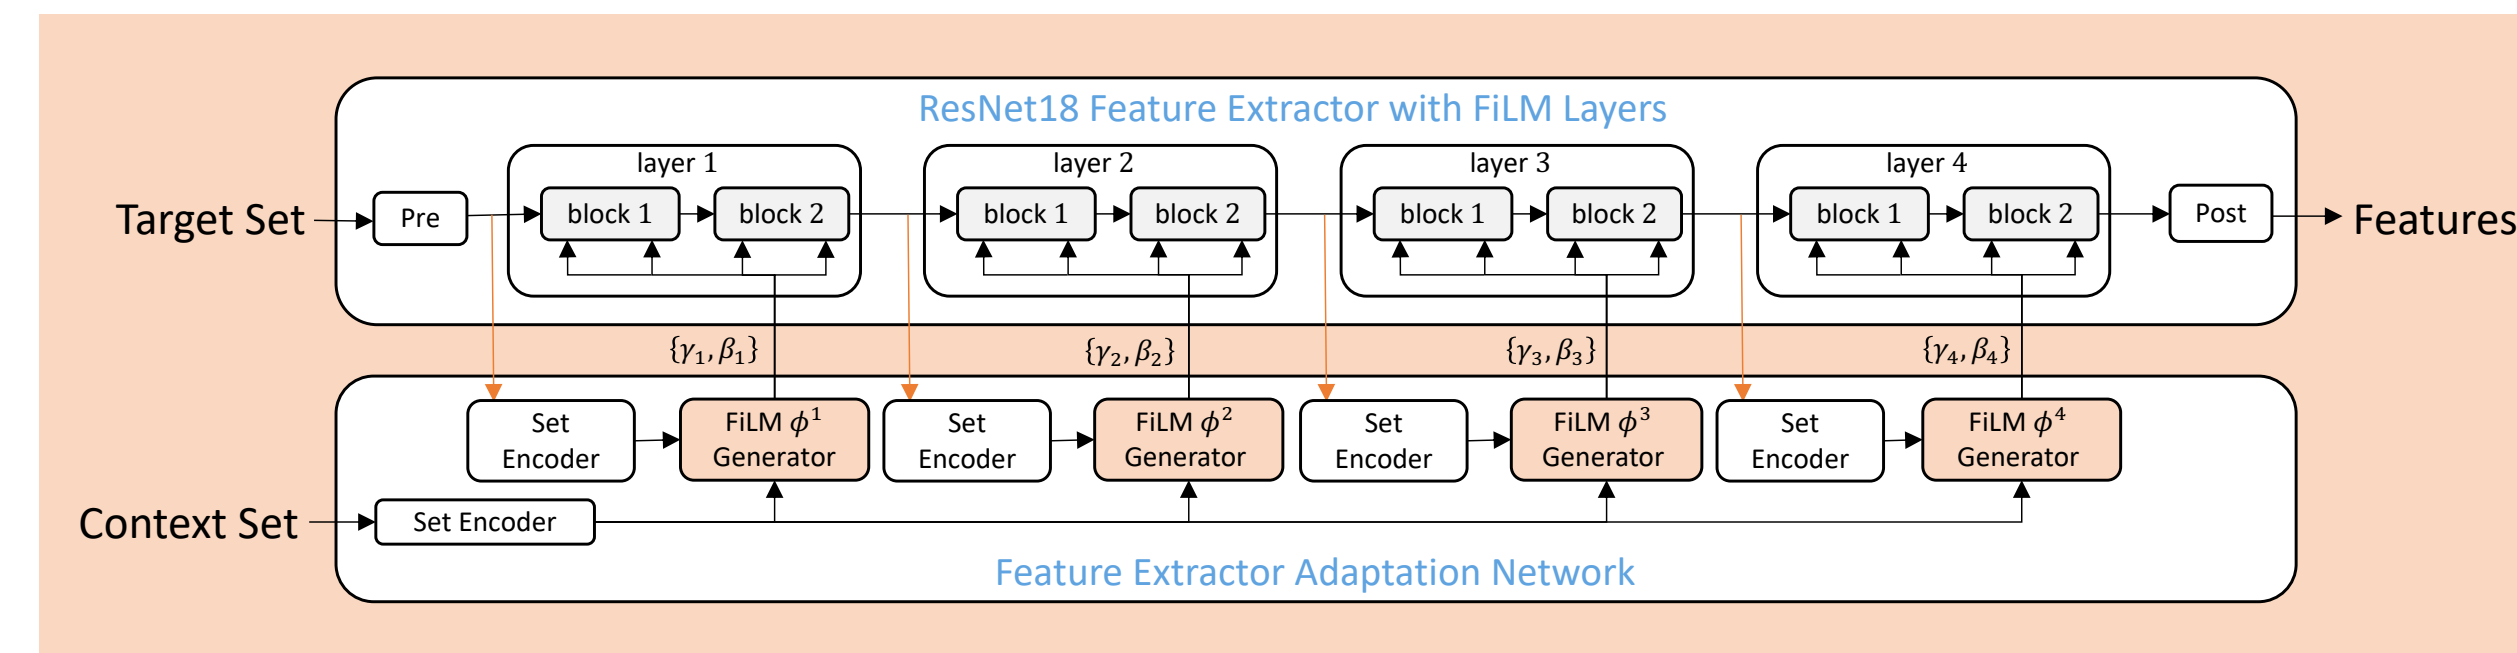 ResNet18 Feature Extractor with FiLM Layers
layer 1
layer 2
layer 3
layer 4
Target Set
Pre
block 1
block 2
block 1
block 2
block 1
block 2
block 1
block 2
Post
Features
{γ₁, β₁}
{γ₂, β₂}
{γ₃, β₃}
{γ₄, β₄}
Set
Encoder
FiLM ϕ¹
Generator
Set
Encoder
FiLM ϕ²
Generator
Set
Encoder
FiLM ϕ³
Generator
Set
Encoder
FiLM ϕ⁴
Generator
Context Set
Set Encoder
Feature Extractor Adaptation Network